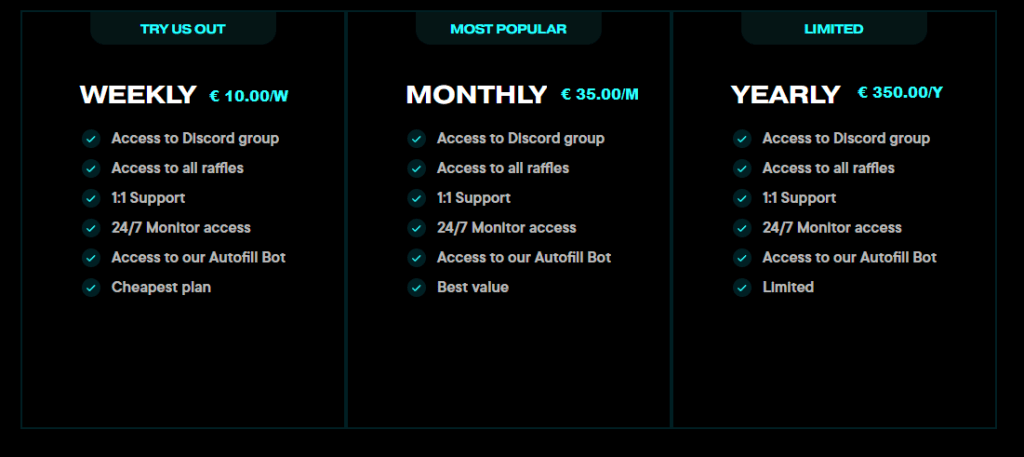 TRY US OUT
WEEKLY € 10.00/W
Access to Discord group
Access to all raffles
1:1 Support
24/7 Monitor access
Access to our Autofill Bot
Cheapest plan
MOST POPULAR
MONTHLY € 35.00/M
Access to Discord group
Access to all raffles
1:1 Support
24/7 Monitor access
Access to our Autofill Bot
Best value
LIMITED
YEARLY € 350.00/Y
Access to Discord group
Access to all raffles
1:1 Support
24/7 Monitor access
Access to our Autofill Bot
Limited